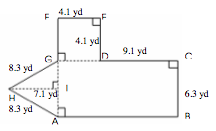 F 4.1 yd E
4.1 yd
9.1 yd
G D C
8.3 yd
H 7.1 yd I
6.3 yd
8.3 yd
A B